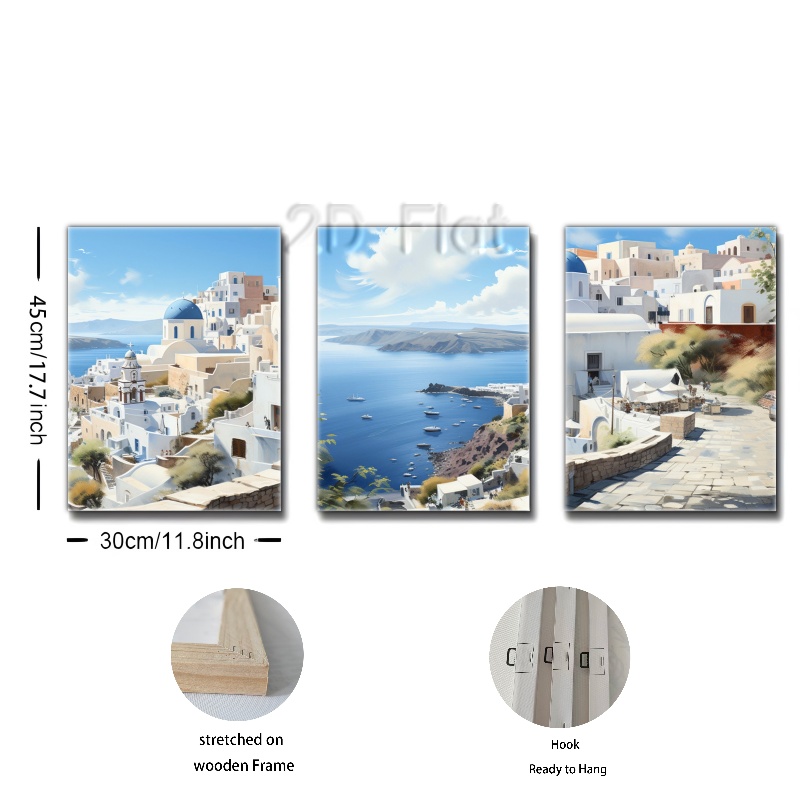 2D Flat
45cm/17.7inch
30cm/11.8inch
stretched on
wooden Frame
Hook
Ready to Hang